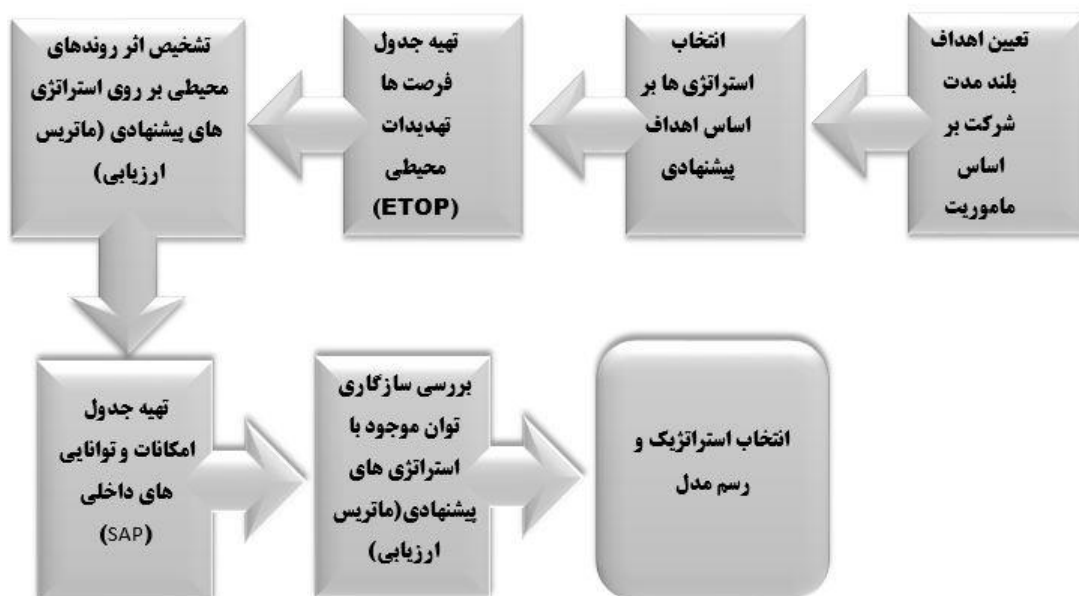 تعیین اهداف
بلند مدت
شرکت بر
اساس
ماموریت
انتخاب
استراتژی ها بر
اساس اهداف
پیشنهادی
تهیه جدول
فرصت ها
تهدیدات
محیطی
(ETOP)
تشخیص اثر روندهای
محیطی بر روی استراتژی
های پیشنهادی (ماتریس
ارزیابی)
تهیه جدول
امکانات و توانایی
های داخلی
(SAP)
بررسی سازگاری
توان موجود با
استراتژی های
پیشنهادی(ماتریس
ارزیابی)
انتخاب استراتژیک و
رسم مدل